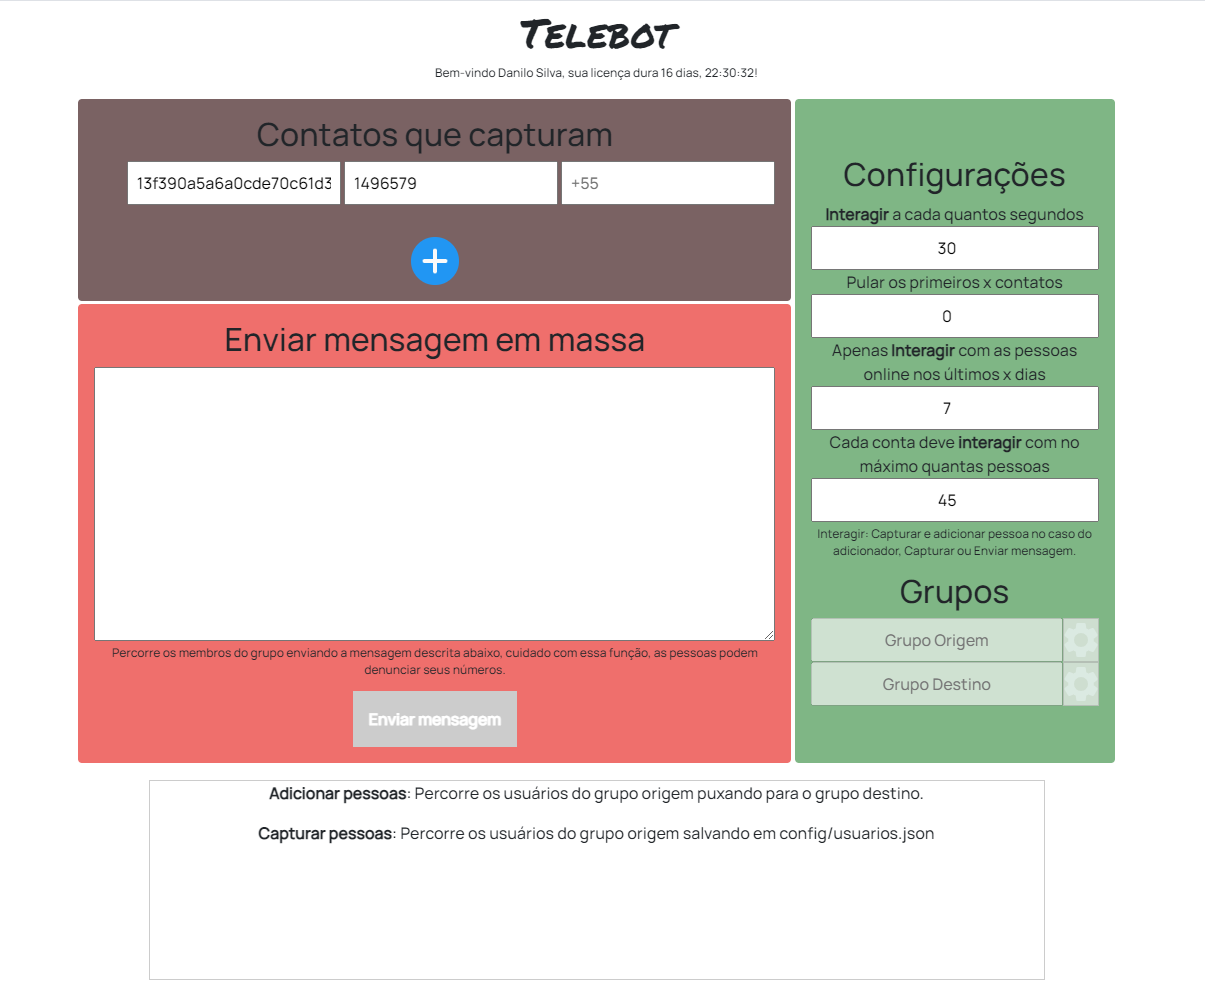 Telebot
Bem-vindo Danilo Silva, sua licença dura 16 dias, 22:30:32!
Contatos que capturam
13f390a5a6a0cde70c61d3
1496579
+55
Enviar mensagem em massa
Percorre os membros do grupo enviando a mensagem descrita abaixo, cuidado com essa função, as pessoas podem
denunciar seus números.
Enviar mensagem
Configurações
Interagir a cada quantos segundos
30
Pular os primeiros x contatos
0
Apenas Interagir com as pessoas
online nos últimos x dias
7
Cada conta deve interagir com no
máximo quantas pessoas
45
Interagir: Capturar e adicionar pessoa no caso do
adicionador, Capturar ou Enviar mensagem.
Grupos
Grupo Origem
Grupo Destino
Adicionar pessoas: Percorre os usuários do grupo origem puxando para o grupo destino.
Capturar pessoas: Percorre os usuários do grupo origem salvando em config/usuarios.json